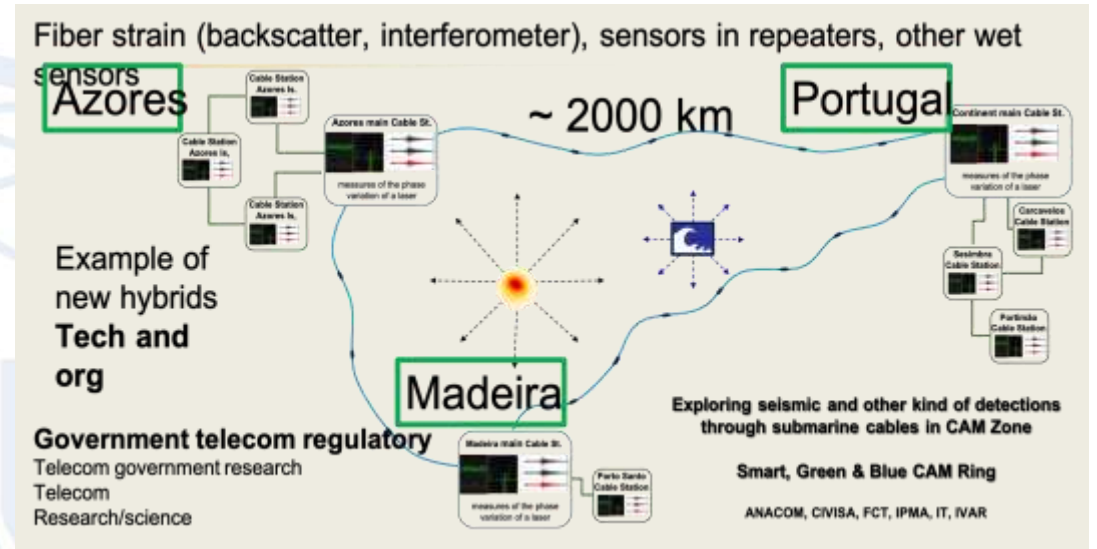 Fiber strain (backscatter, interferometer), sensors in repeaters, other wet
sensors
Azores
~ 2000 km
Portugal
Cable Station
Azores Is.
Cable Station
Azores Is,
Cable Station
Azores Is,
Azores main Cable St.
measures of the phase
variation of a laser
Continent main Cable St.
measures of the phase
variation of a laser
Carcavelos
Cable Station
Sesimbra
Cable Station
Portimão
Cable Station
Example of
new hybrids
Tech and
org
Madeira
Madeira main Cable St.
measures of the phase
variation of a laser
Porto Santo
Cable Station
Government telecom regulatory
Telecom government research
Telecom
Research/science
Exploring seismic and other kind of detections
through submarine cables in CAM Zone
Smart, Green & Blue CAM Ring
ANACOM, CIVISA, FCT, IPMA, IT, IVAR